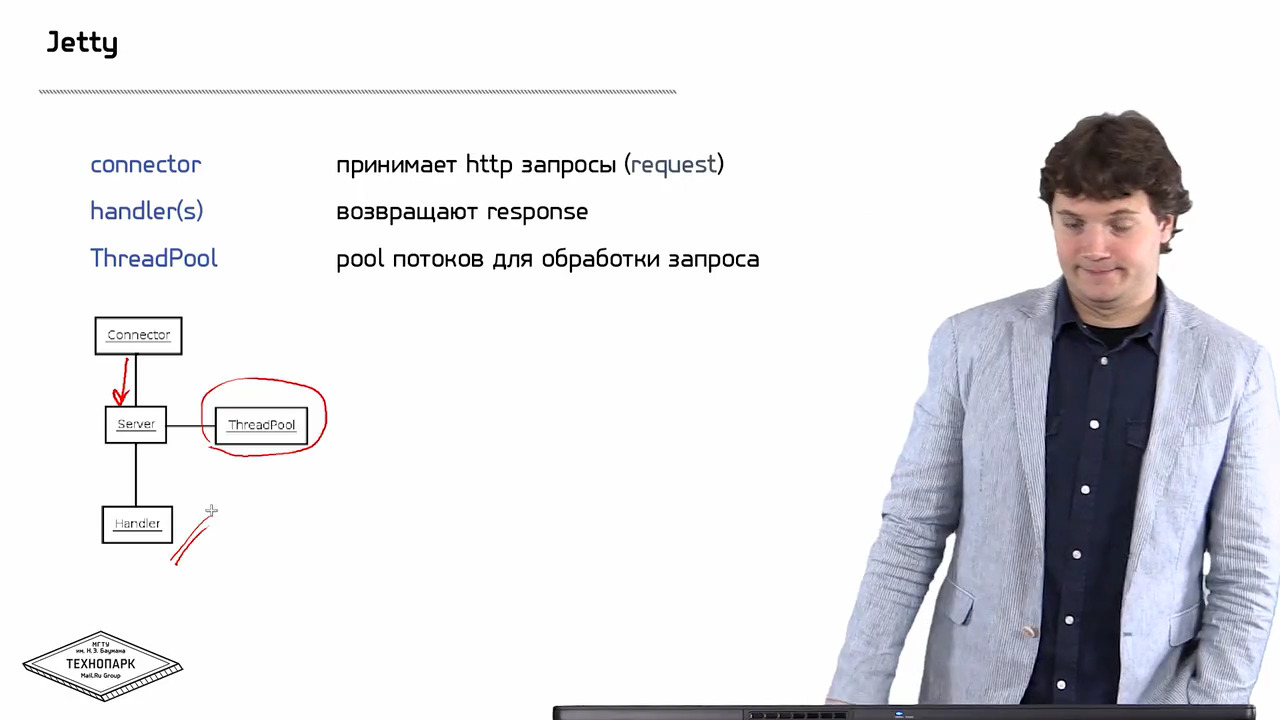 Jetty
connector принимает http запросы (request)
handler(s) возвращают response
ThreadPool pool потоков для обработки запроса
Connector
Server
ThreadPool
Handler
МГТУ
им. Н.Э. Баумана
ТЕХНОПАРК
Mail.Ru Group